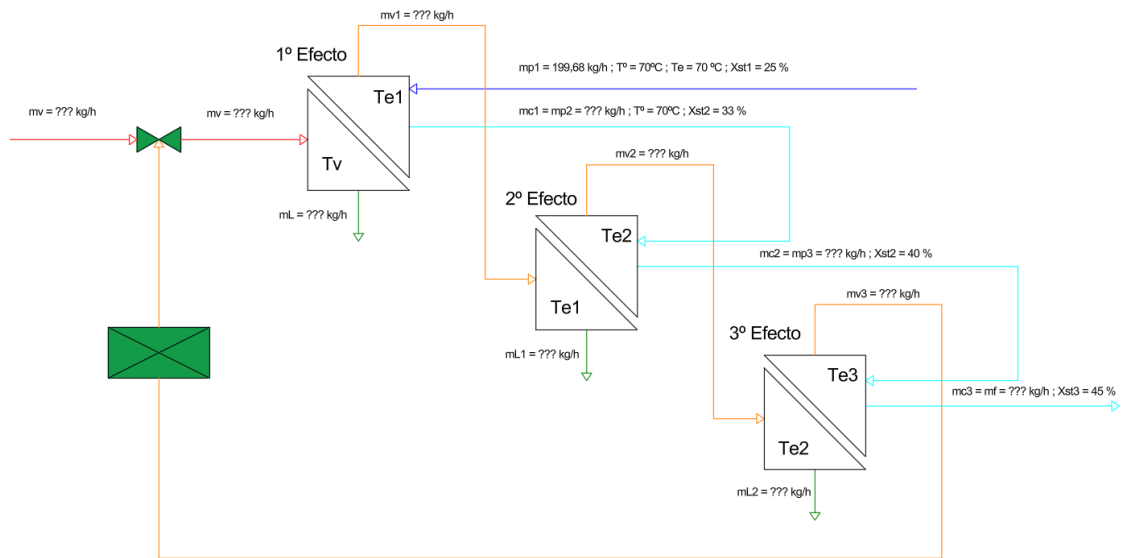 mv1 = ??? kg/h
1º Efecto
mp1 = 199,68 kg/h ; Tº = 70ºC ; Te = 70 ºC ; Xst1 = 25 %
Te1
mv = ??? kg/h
mv = ??? kg/h
mc1 = mp2 = ??? kg/h ; Tº = 70ºC ; Xst2 = 33 %
Tv
mv2 = ??? kg/h
mL = ??? kg/h
2º Efecto
Te2
mc2 = mp3 = ??? kg/h ; Xst2 = 40 %
Te1
mv3 = ??? kg/h
3º Efecto
mL1 = ??? kg/h
Te3
mc3 = mf = ??? kg/h ; Xst3 = 45 %
Te2
mL2 = ??? kg/h